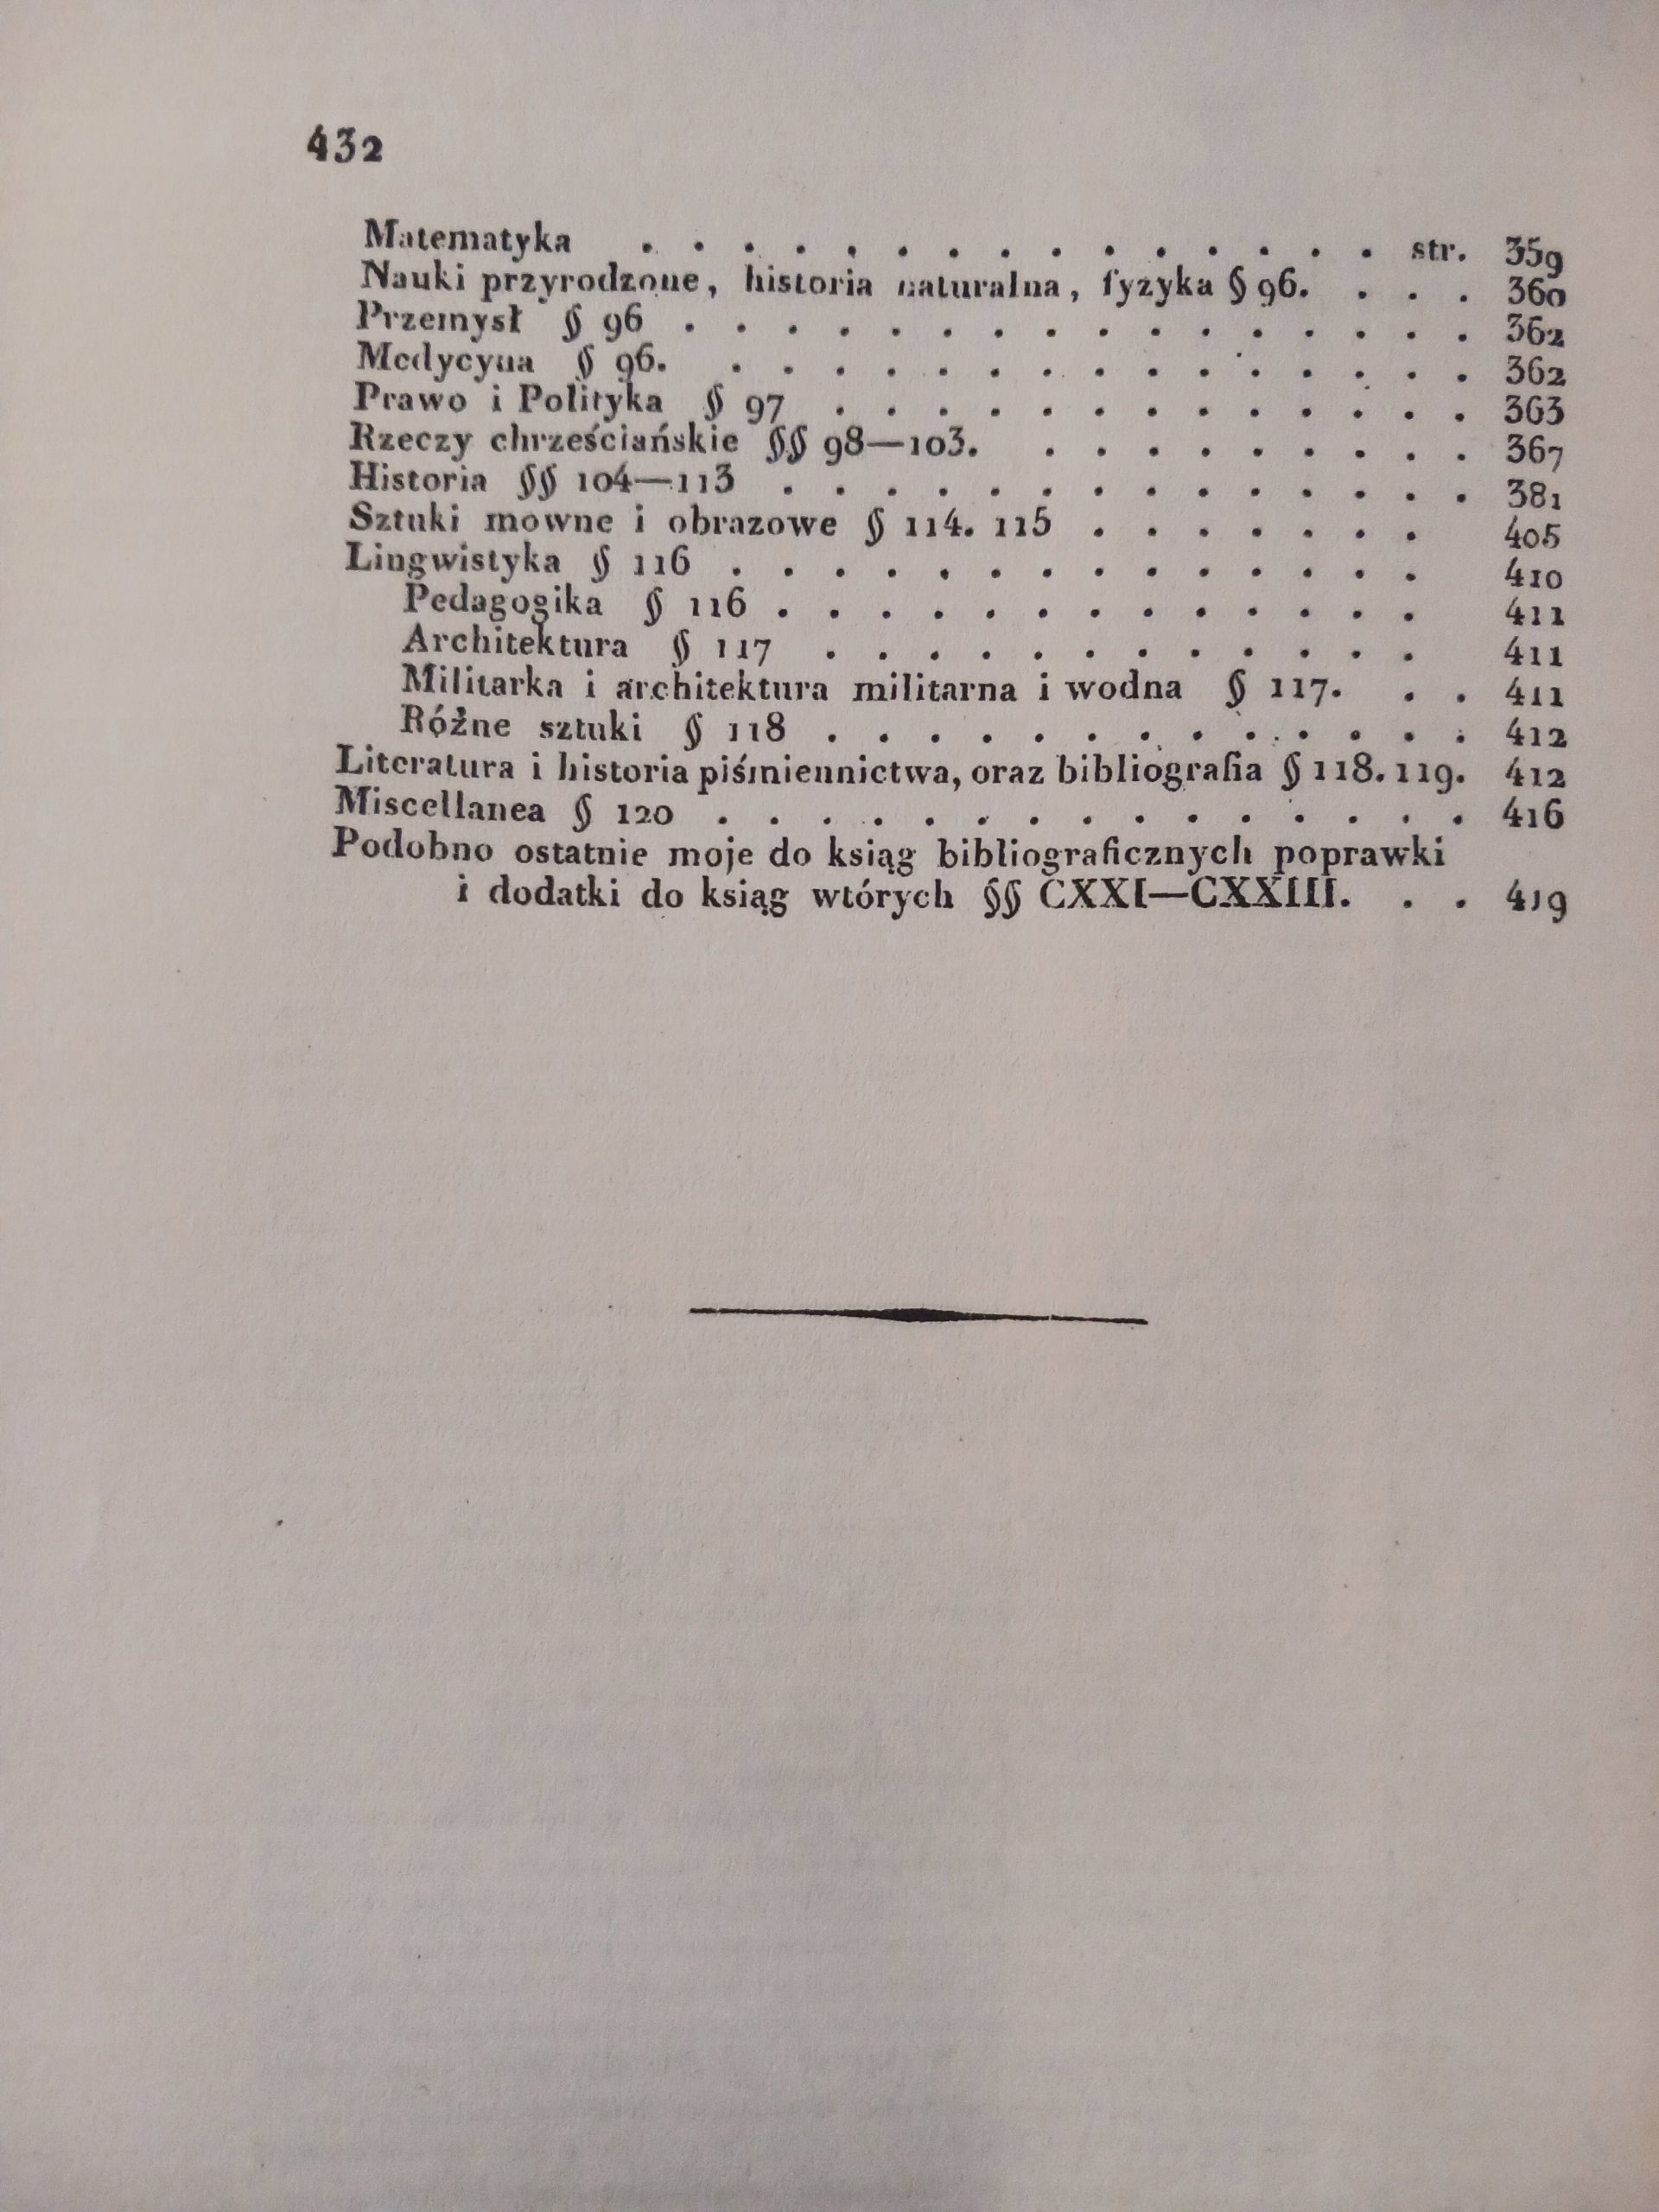 432
Matematyka . . . . . . . . . . . . . . . str. 359
Nauki przyrodzone, historia naturalna, fyzyka § 96. . . . 360
Przemysł § 96 . . . . . . . . . . . . . . . . 362
Medycyna § 96. . . . . . . . . . . . . . . . 362
Prawo i Polityka § 97 . . . . . . . . . . . . . 363
Rzeczy chrześciańskie §§ 98—103. . . . . . . . . . 367
Historia §§ 104—113 . . . . . . . . . . . . . . 381
Sztuki mowne i obrazowe § 114. 115 . . . . . . . 405
Lingwistyka § 116 . . . . . . . . . . . . . . 410
Pedagogika § 116 . . . . . . . . . . . . . 411
Architektura § 117 . . . . . . . . . . . . 411
Militarka i architektura militarna i wodna § 117. . . 411
Różne sztuki § 118 . . . . . . . . . . . . . 412
Literatura i historia piśmiennictwa, oraz bibliografia § 118. 119. 412
Miscellanea § 120 . . . . . . . . . . . . . . . 416
Podobno ostatnie moje do ksiąg bibliograficznych poprawki
i dodatki do ksiąg wtórych §§ CXXI—CXXIII. . . 419